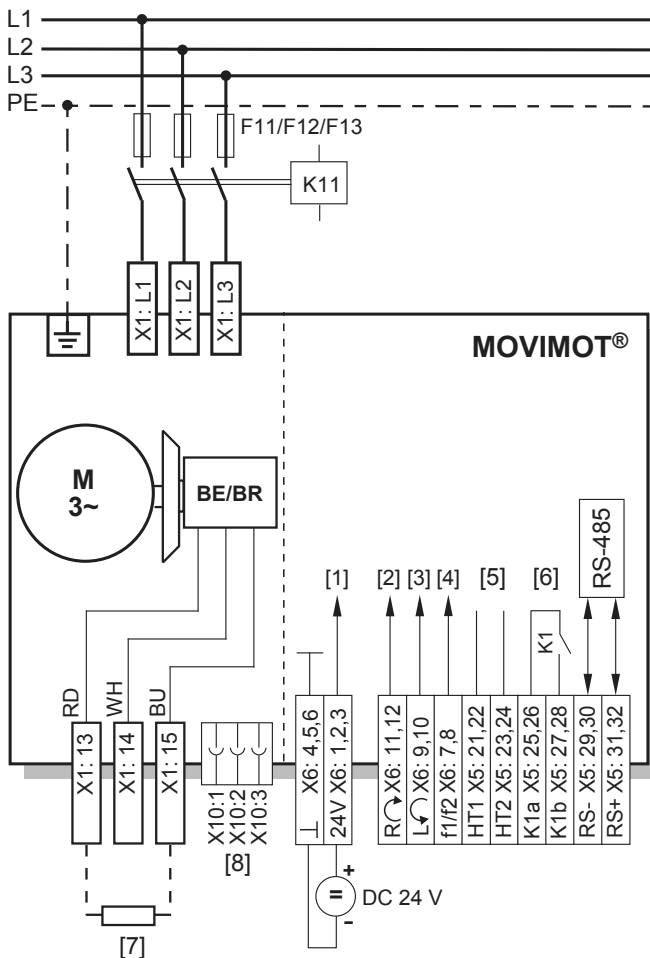 L1
L2
L3
PE
F11/F12/F13
K11
X1: L1
X1: L2
X1: L3
MOVIMOT®
M
3~
BE/BR
RS-485
[1]
[2]
[3]
[4]
[5]
[6]
K1
RD
WH
BU
X1: 13
X1: 14
X1: 15
X10:1
X10:2
X10:3
[8]
⊥ X6: 4,5,6
24V X6: 1,2,3
R X6: 11,12
L X6: 9,10
f1/f2 X6: 7,8
HT1 X5: 21,22
HT2 X5: 23,24
K1a X5: 25,26
K1b X5: 27,28
RS- X5: 29,30
RS+ X5: 31,32
+
=
DC 24 V
-
[7]